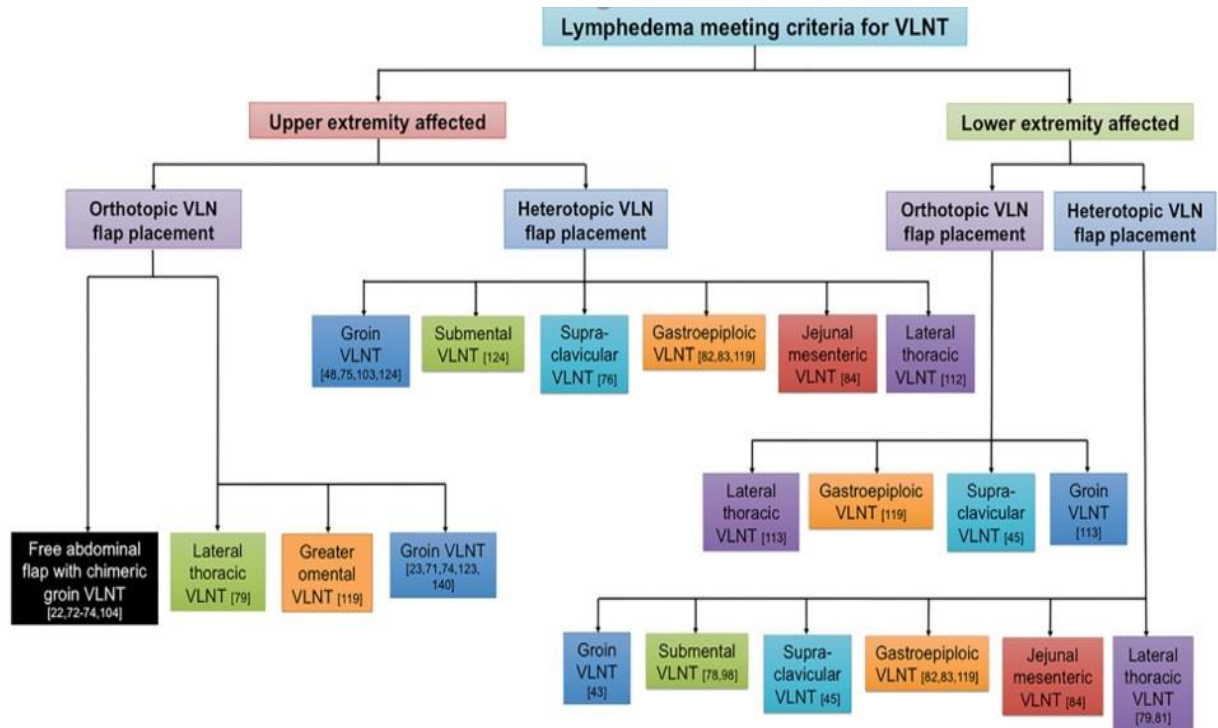 Lymphedema meeting criteria for VLNT
Upper extremity affected
Lower extremity affected
Orthotopic VLN
flap placement
Heterotopic VLN
flap placement
Orthotopic VLN
flap placement
Heterotopic VLN
flap placement
Groin
VLNT
[48,75,103,124]
Submental
VLNT [124]
Supra-
clavicular
VLNT [76]
Gastroepiploic
VLNT [82,83,119]
Jejunal
mesenteric
VLNT [84]
Lateral
thoracic
VLNT [112]
Lateral
thoracic
VLNT [113]
Gastroepiploic
VLNT [119]
Supra-
clavicular
VLNT [45]
Groin
VLNT
[113]
Free abdominal
flap with chimeric
groin VLNT
[22,72-74,104]
Lateral
thoracic
VLNT [79]
Greater
omental
VLNT [119]
Groin VLNT
[23,71,74,123,
140]
Groin
VLNT
[43]
Submental
VLNT [78,98]
Supra-
clavicular
VLNT [45]
Gastroepiploic
VLNT [82,83,119]
Jejunal
mesenteric
VLNT [84]
Lateral
thoracic
VLNT
[79,81]